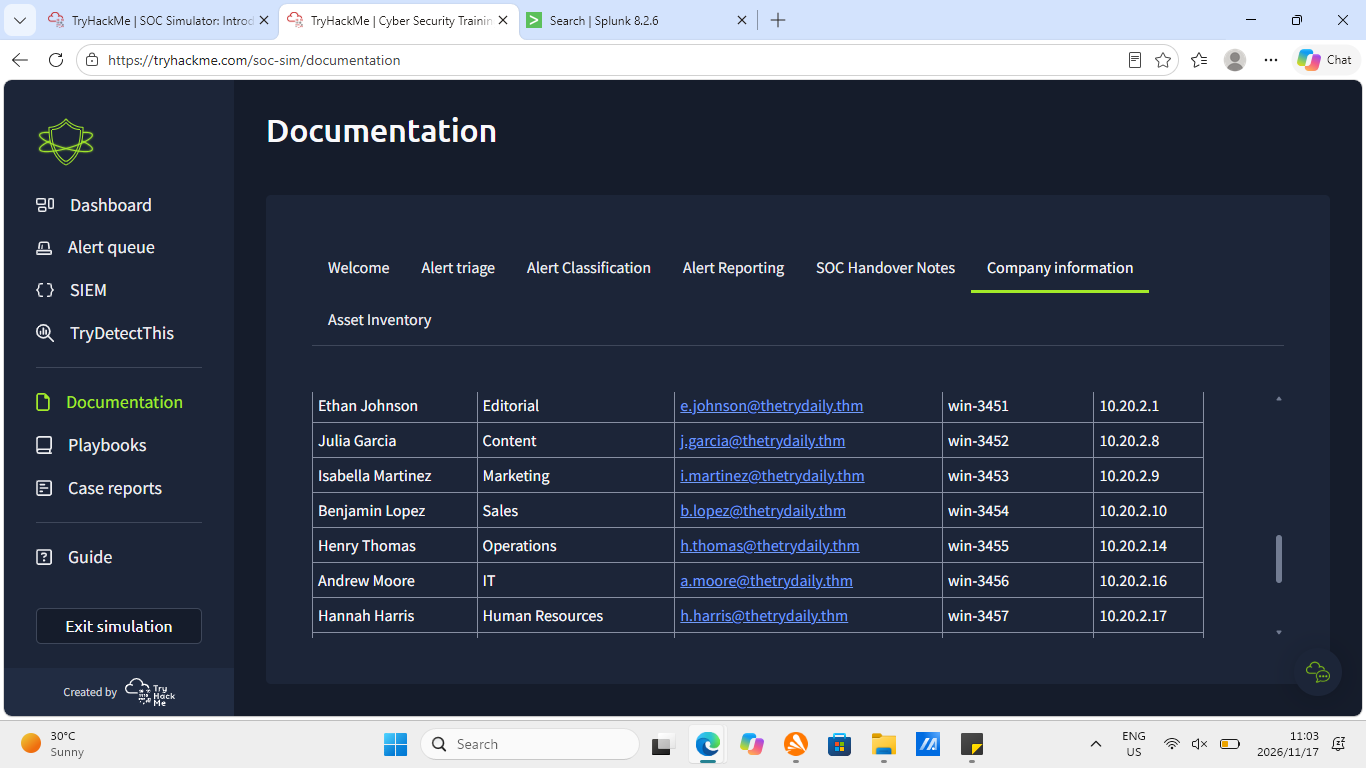 TryHackMe | SOC Simulator: Introd
TryHackMe | Cyber Security Trainin
Search | Splunk 8.2.6
https://tryhackme.com/soc-sim/documentation
Chat
Documentation
Dashboard
Alert queue
SIEM
TryDetectThis
Documentation
Playbooks
Case reports
Guide
Exit simulation
Created by Try Hack Me
Welcome Alert triage Alert Classification Alert Reporting SOC Handover Notes Company information
Asset Inventory
Ethan Johnson Editorial e.johnson@thetrydaily.thm win-3451 10.20.2.1
Julia Garcia Content j.garcia@thetrydaily.thm win-3452 10.20.2.8
Isabella Martinez Marketing i.martinez@thetrydaily.thm win-3453 10.20.2.9
Benjamin Lopez Sales b.lopez@thetrydaily.thm win-3454 10.20.2.10
Henry Thomas Operations h.thomas@thetrydaily.thm win-3455 10.20.2.14
Andrew Moore IT a.moore@thetrydaily.thm win-3456 10.20.2.16
Hannah Harris Human Resources h.harris@thetrydaily.thm win-3457 10.20.2.17
30°C
Sunny
Search
ENG
US
11:03
2026/11/17